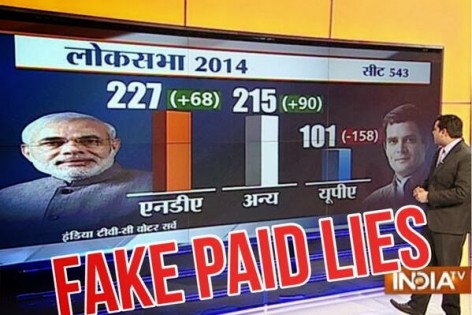 लोकसभा 2014
सीट 543
227 (+68) 215 (+90) 101 (-158)
एनडीए अन्य यूपीए
इंडिया टीवी-सी वोटर सर्वे
FAKE PAID LIES
INDIA TV